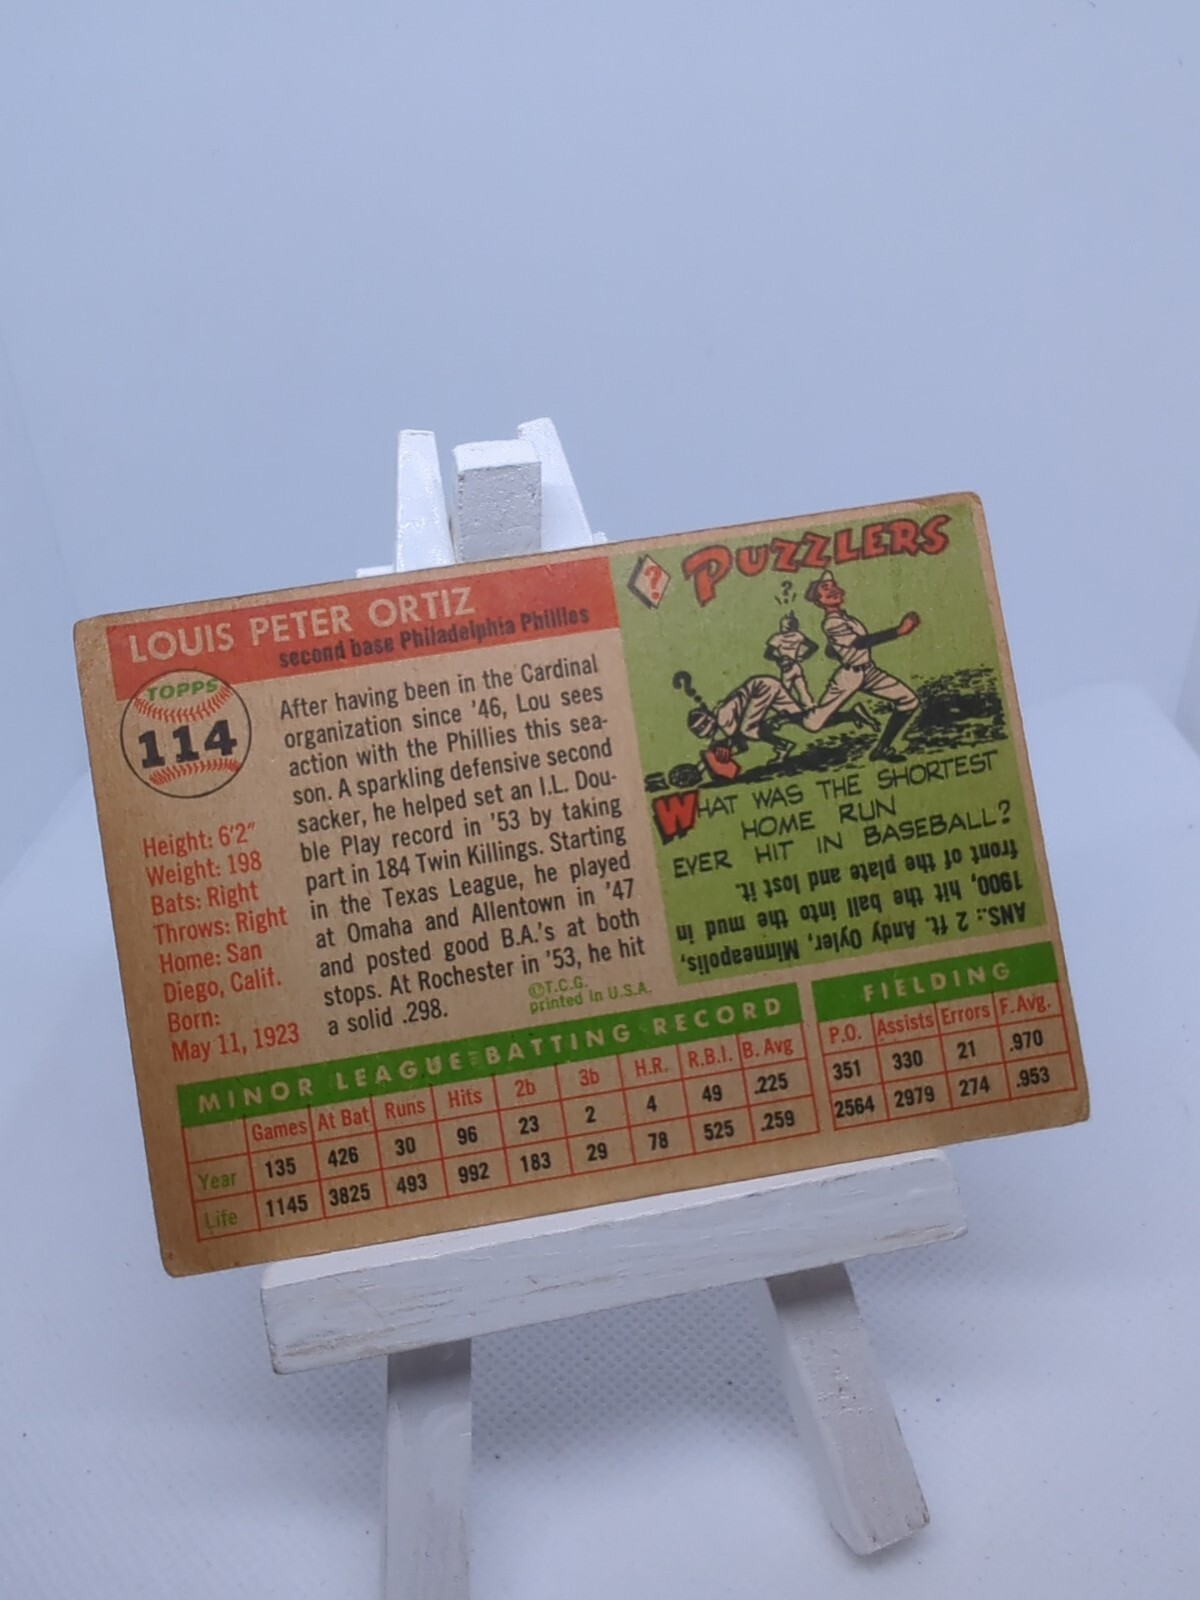 LOUIS PETER ORTIZ
second base Philadelphia Phillies
TOPPS
114
Height: 6'2"
Weight: 198
Bats: Right
Throws: Right
Home: San
Diego, Calif.
Born:
May 11, 1923
After having been in the Cardinal
organization since '46, Lou sees
action with the Phillies this sea-
son. A sparkling defensive second
sacker, he helped set an I.L. Dou-
ble Play record in '53 by taking
part in 184 Twin Killings. Starting
in the Texas League, he played
at Omaha and Allentown in '47
and posted good B.A.'s at both
stops. At Rochester in '53, he hit
a solid .298.
©T.C.G.
printed in U.S.A.
? PUZZLERS
?
?
WHAT WAS THE SHORTEST
HOME RUN
EVER HIT IN BASEBALL?
ANS.: 2 ft. Andy Oyler, Minneapolis,
1900, hit the ball into the mud in
front of the plate and lost it.
MINOR LEAGUE BATTING RECORD
Games At Bat Runs Hits 2b 3b H.R. R.B.I. B. Avg
Year 135 426 30 96 23 2 4 49 .225
Life 1145 3825 493 992 183 29 78 525 .259
FIELDING
P.O. Assists Errors F. Avg.
351 330 21 .970
2564 2979 274 .953